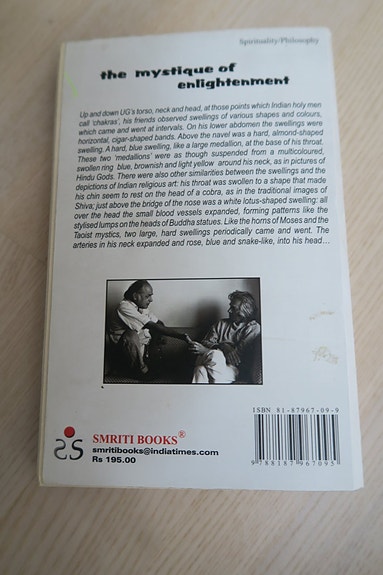 Spirituality/Philosophy
the mystique of
enlightenment
Up and down UG's torso, neck and head, at those points which Indian holy men
call 'chakras', his friends observed swellings of various shapes and colours,
which came and went at intervals. On his lower abdomen the swellings were
horizontal, cigar-shaped bands. Above the navel was a hard, almond-shaped
swelling. A hard, blue swelling, like a large medallion, at the base of his throat.
These two 'medallions' were as though suspended from a multicoloured,
swollen ring blue, brownish and light yellow around his neck, as in pictures of
Hindu Gods. There were also other similarities between the swellings and the
depictions of Indian religious art: his throat was swollen to a shape that made
his chin seem to rest on the head of a cobra, as in the traditional images of
Shiva; just above the bridge of the nose was a white lotus-shaped swelling: all
over the head the small blood vessels expanded, forming patterns like the
stylised lumps on the heads of Buddha statues. Like the horns of Moses and the
Taoist mystics, two large, hard swellings periodically came and went. The
arteries in his neck expanded and rose, blue and snake-like, into his head...
SMRITI BOOKS®
smritibooks@indiatimes.com
Rs 195.00
ISBN 81-87967-09-9
9 788187 967095